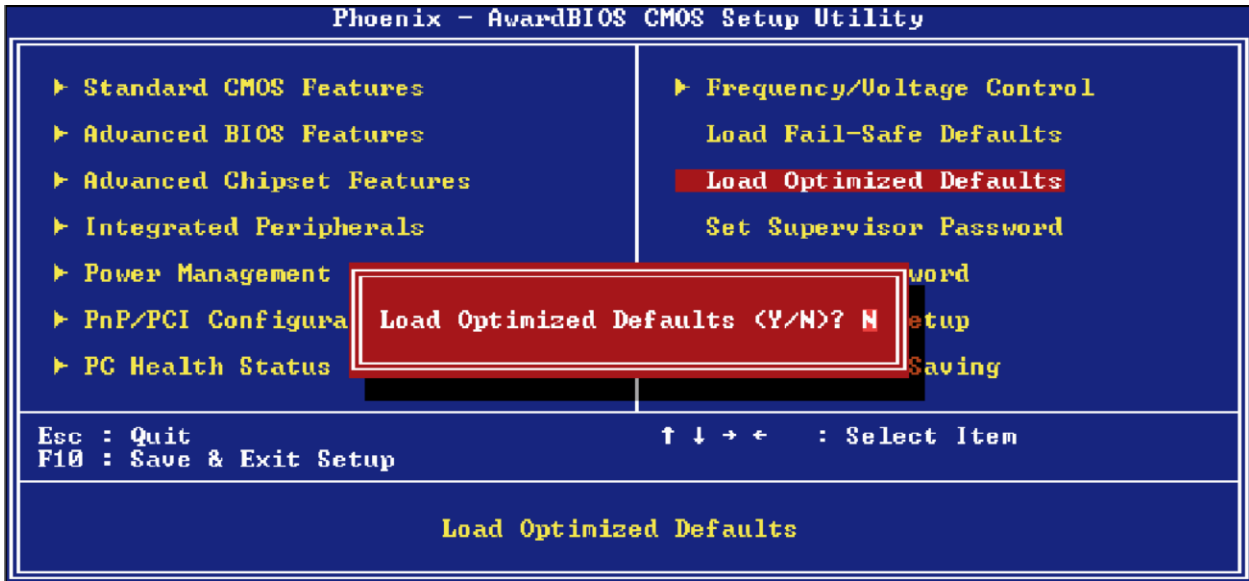 Phoenix - AwardBIOS CMOS Setup Utility
► Standard CMOS Features
► Advanced BIOS Features
► Advanced Chipset Features
► Integrated Peripherals
► Power Management
► PnP/PCI Configura
► PC Health Status
► Frequency/Voltage Control
Load Fail-Safe Defaults
Load Optimized Defaults
Set Supervisor Password
word
etup
Saving
Load Optimized Defaults (Y/N)? N
Esc : Quit
F10 : Save & Exit Setup
↑ ↓ → ← : Select Item
Load Optimized Defaults